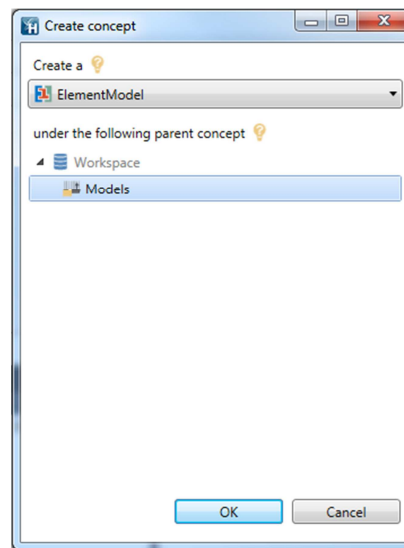 Create concept
Create a
ElementModel
under the following parent concept
Workspace
Models
OK
Cancel